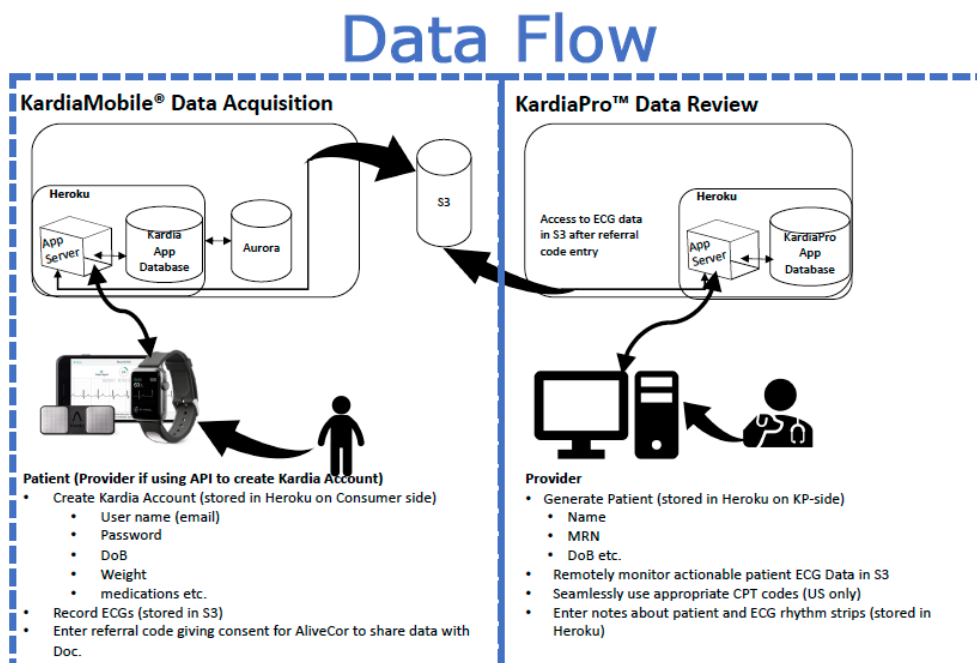 Data Flow
KardiaMobile® Data Acquisition
Heroku
App
Server
Kardia
App
Database
Aurora
S3
KardiaPro™ Data Review
Access to ECG data
in S3 after referral
code entry
Heroku
App
Server
KardiaPro
App
Database
Patient (Provider if using API to create Kardia Account)
• Create Kardia Account (stored in Heroku on Consumer side)
• User name (email)
• Password
• DoB
• Weight
• medications etc.
• Record ECGs (stored in S3)
• Enter referral code giving consent for AliveCor to share data with
Doc.
Provider
• Generate Patient (stored in Heroku on KP-side)
• Name
• MRN
• DoB etc.
• Remotely monitor actionable patient ECG Data in S3
• Seamlessly use appropriate CPT codes (US only)
• Enter notes about patient and ECG rhythm strips (stored in
Heroku)